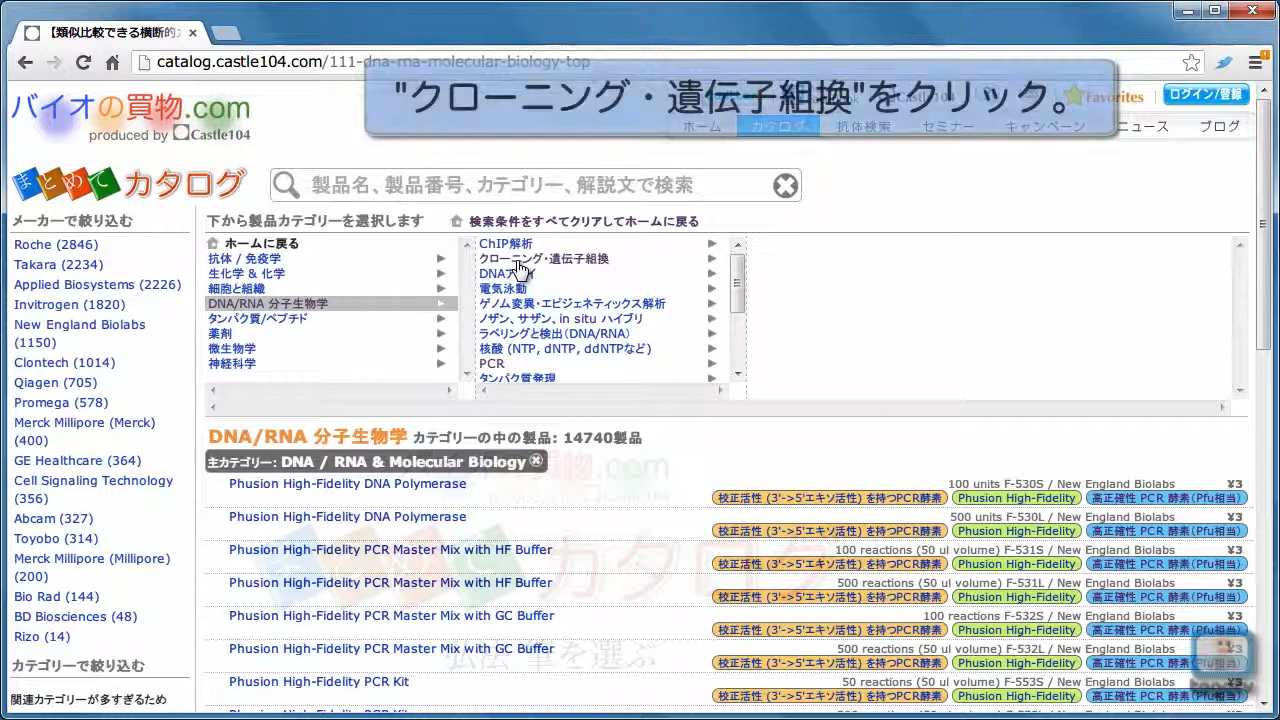 【類似比較できる横断的
catalog.castle104.com/111-dna-rna-molecular-biology-top
"クローニング・遺伝子組換"をクリック。
バイオの買物.com
produced by Castle104
Favorites
ログイン/登録
ホーム カタログ 抗体検索 セミナー キャンペーン ニュース ブログ
まとめてカタログ
製品名、製品番号、カテゴリー、解説文で検索
メーカーで絞り込む
Roche (2846)
Takara (2234)
Applied Biosystems (2226)
Invitrogen (1820)
New England Biolabs
(1150)
Clontech (1014)
Qiagen (705)
Promega (578)
Merck Millipore (Merck)
(400)
GE Healthcare (364)
Cell Signaling Technology
(356)
Abcam (327)
Toyobo (314)
Merck Millipore (Millipore)
(200)
Bio Rad (144)
BD Biosciences (48)
Rizo (14)
カテゴリーで絞り込む
関連カテゴリーが多すぎるため
下から製品カテゴリーを選択します 検索条件をすべてクリアしてホームに戻る
ホームに戻る
抗体 / 免疫学
生化学 & 化学
細胞と組織
DNA/RNA 分子生物学
タンパク質/ペプチド
薬剤
微生物学
神経科学
ChIP解析
クローニング・遺伝子組換
電気泳動
ゲノム変異・エピジェネティックス解析
ノザン、サザン、in situ ハイブリ
ラベリングと検出(DNA/RNA)
核酸 (NTP, dNTP, ddNTPなど)
PCR
タンパク質発現
DNA/RNA 分子生物学 カテゴリーの中の製品: 14740製品
主カテゴリー: DNA / RNA & Molecular Biology
Phusion High-Fidelity DNA Polymerase 100 units F-530S / New England Biolabs ¥3
校正活性 (3'->5'エキソ活性) を持つPCR酵素 Phusion High-Fidelity 高正確性 PCR 酵素(Pfu相当)
Phusion High-Fidelity DNA Polymerase 500 units F-530L / New England Biolabs ¥3
校正活性 (3'->5'エキソ活性) を持つPCR酵素 Phusion High-Fidelity 高正確性 PCR 酵素(Pfu相当)
Phusion High-Fidelity PCR Master Mix with HF Buffer 100 reactions (50 ul volume) F-531S / New England Biolabs ¥3
校正活性 (3'->5'エキソ活性) を持つPCR酵素 Phusion High-Fidelity 高正確性 PCR 酵素(Pfu相当)
Phusion High-Fidelity PCR Master Mix with HF Buffer 500 reactions (50 ul volume) F-531L / New England Biolabs ¥3
校正活性 (3'->5'エキソ活性) を持つPCR酵素 Phusion High-Fidelity 高正確性 PCR 酵素(Pfu相当)
Phusion High-Fidelity PCR Master Mix with GC Buffer 100 reactions F-532S / New England Biolabs ¥3
校正活性 (3'->5'エキソ活性) を持つPCR酵素 Phusion High-Fidelity 高正確性 PCR 酵素(Pfu相当)
Phusion High-Fidelity PCR Master Mix with GC Buffer 500 reactions (50 ul volume) F-532L / New England Biolabs ¥3
校正活性 (3'->5'エキソ活性) を持つPCR酵素 Phusion High-Fidelity 高正確性 PCR 酵素(Pfu相当)
Phusion High-Fidelity PCR Kit 50 reactions (50 ul volume) F-553S / New England Biolabs ¥3
校正活性 (3'->5'エキソ活性) を持つPCR酵素 Phusion High-Fidelity 高正確性 PCR 酵素(Pfu相当)